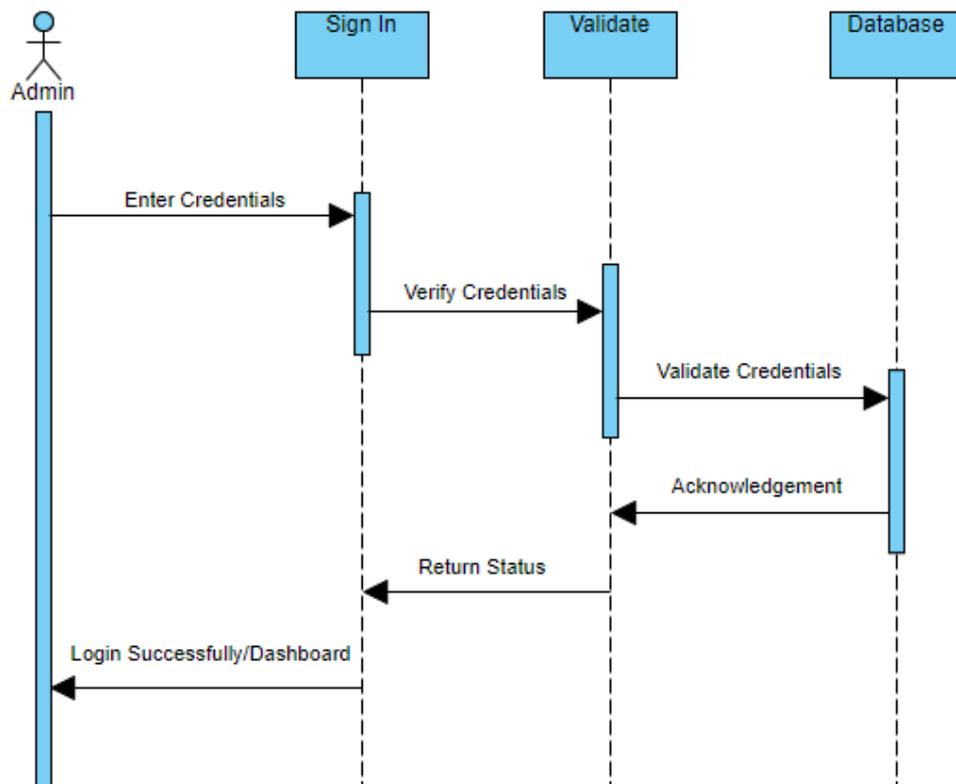 Sign In
Validate
Database
Admin
Enter Credentials
Verify Credentials
Validate Credentials
Acknowledgement
Return Status
Login Successfully/Dashboard